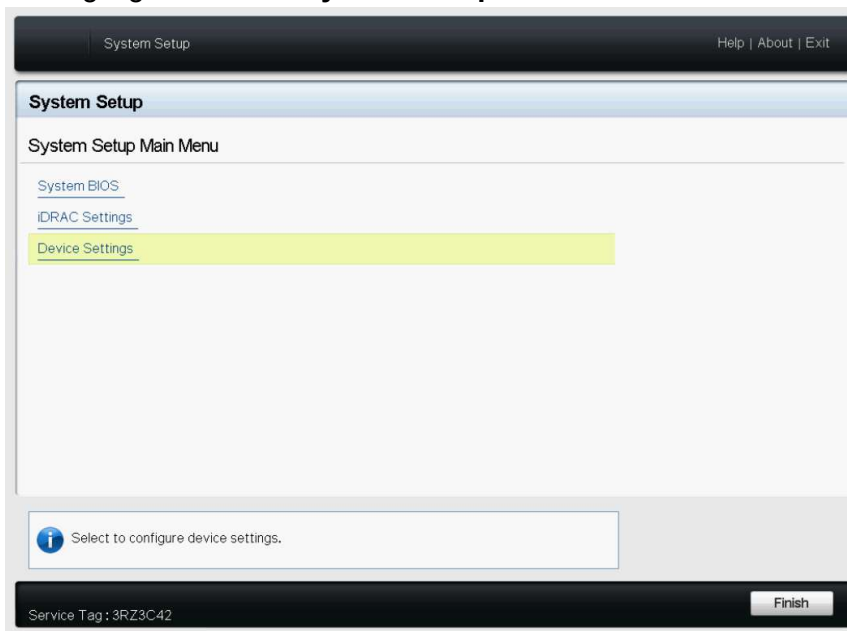 System Setup
Help | About | Exit
System Setup
System Setup Main Menu
System BIOS
iDRAC Settings
Device Settings
Select to configure device settings.
Service Tag : 3RZ3C42
Finish